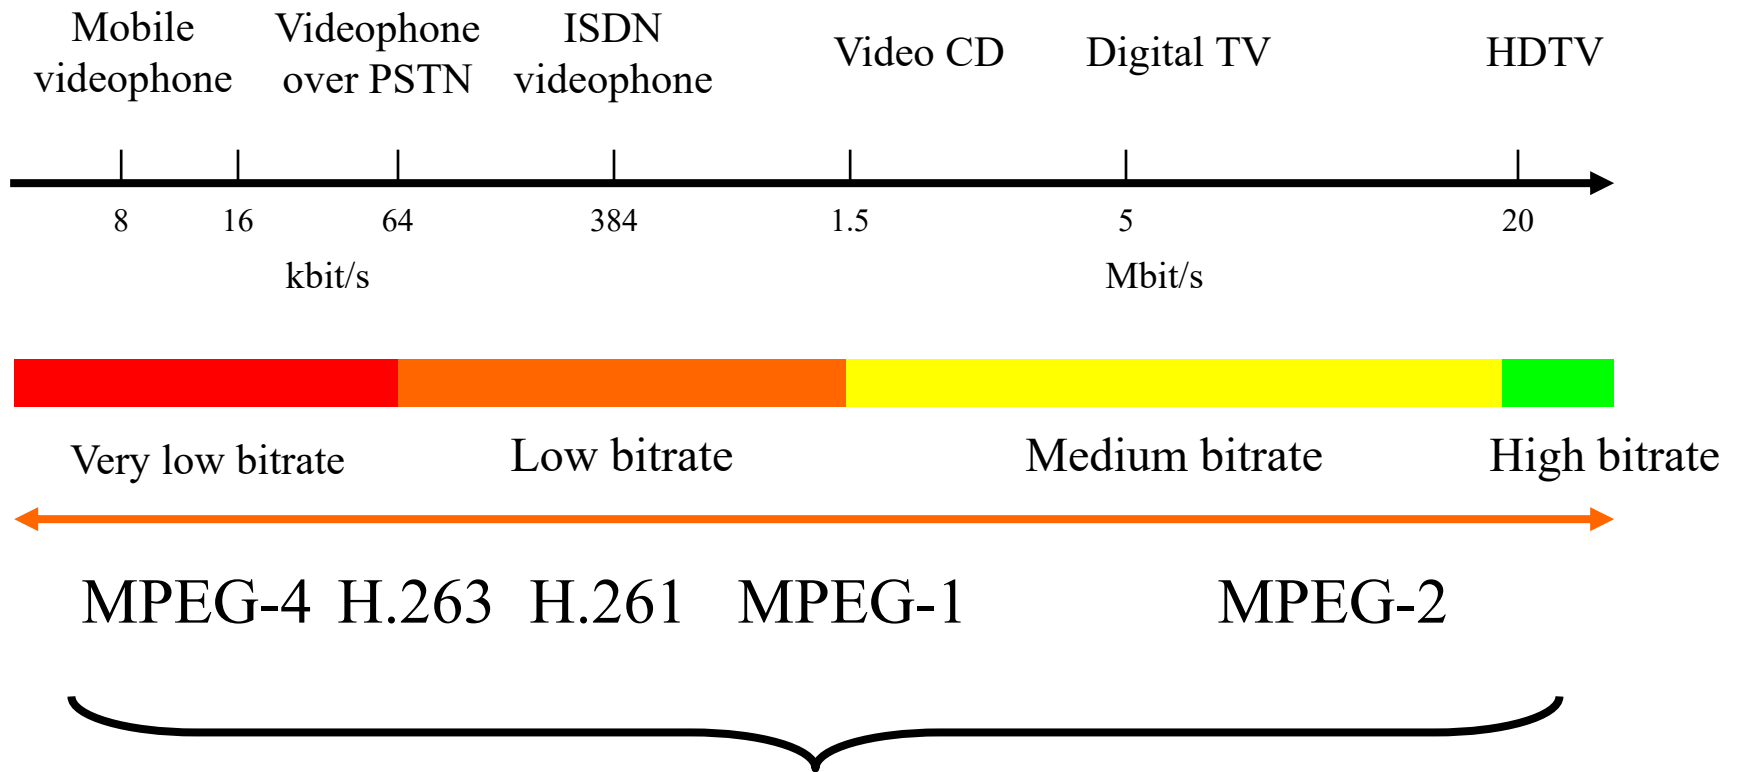 Mobile
videophone
Videophone
over PSTN
ISDN
videophone
Video CD
Digital TV
HDTV
8 16 64 384 1.5 5 20
kbit/s Mbit/s
Very low bitrate Low bitrate Medium bitrate High bitrate
MPEG-4 H.263 H.261 MPEG-1 MPEG-2